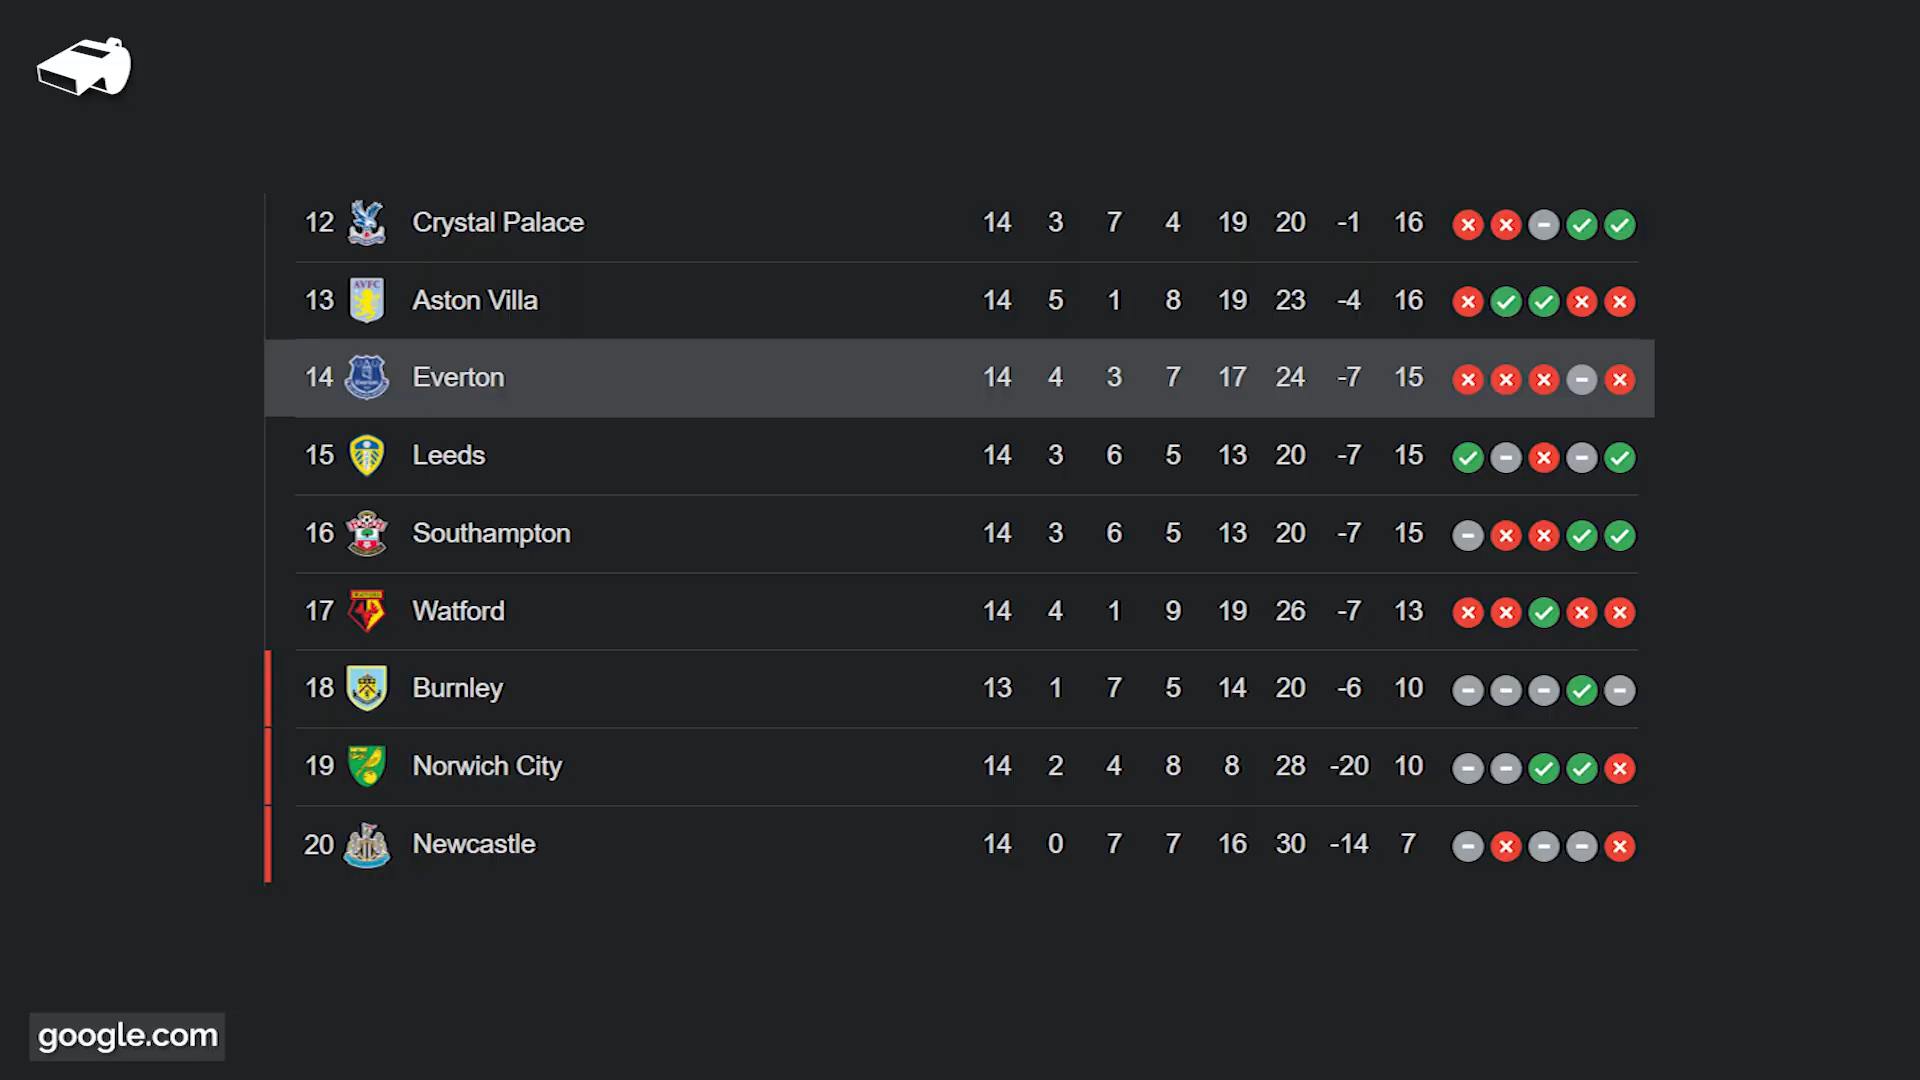 12 Crystal Palace 14 3 7 4 19 20 -1 16
13 AVFC Aston Villa 14 5 1 8 19 23 -4 16
14 Everton Everton 14 4 3 7 17 24 -7 15
15 Leeds 14 3 6 5 13 20 -7 15
16 Southampton 14 3 6 5 13 20 -7 15
17 Watford 14 4 1 9 19 26 -7 13
18 Burnley 13 1 7 5 14 20 -6 10
19 Norwich City 14 2 4 8 8 28 -20 10
20 Newcastle 14 0 7 7 16 30 -14 7
google.com